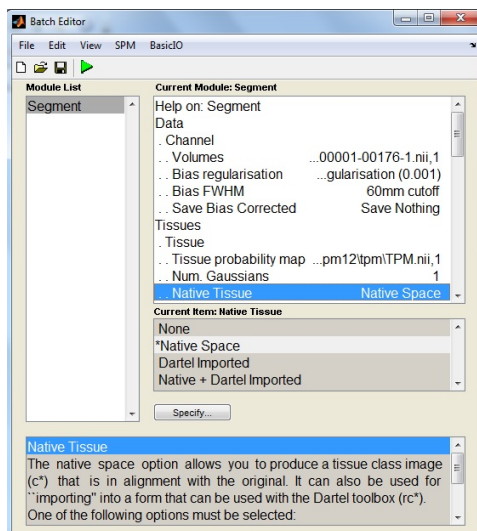 Batch Editor
File Edit View SPM BasicIO
Module List
Segment
Current Module: Segment
Help on: Segment
Data
. Channel
. . Volumes ...00001-00176-1.nii,1
. . Bias regularisation ...gularisation (0.001)
. . Bias FWHM 60mm cutoff
. . Save Bias Corrected Save Nothing
Tissues
. Tissue
. . Tissue probability map ...pm12\tpm\TPM.nii,1
. . Num. Gaussians 1
. . Native Tissue Native Space
Current Item: Native Tissue
None
*Native Space
Dartel Imported
Native + Dartel Imported
Specify...
Native Tissue
The native space option allows you to produce a tissue class image
(c*) that is in alignment with the original. It can also be used for
``importing'' into a form that can be used with the Dartel toolbox (rc*).
One of the following options must be selected: